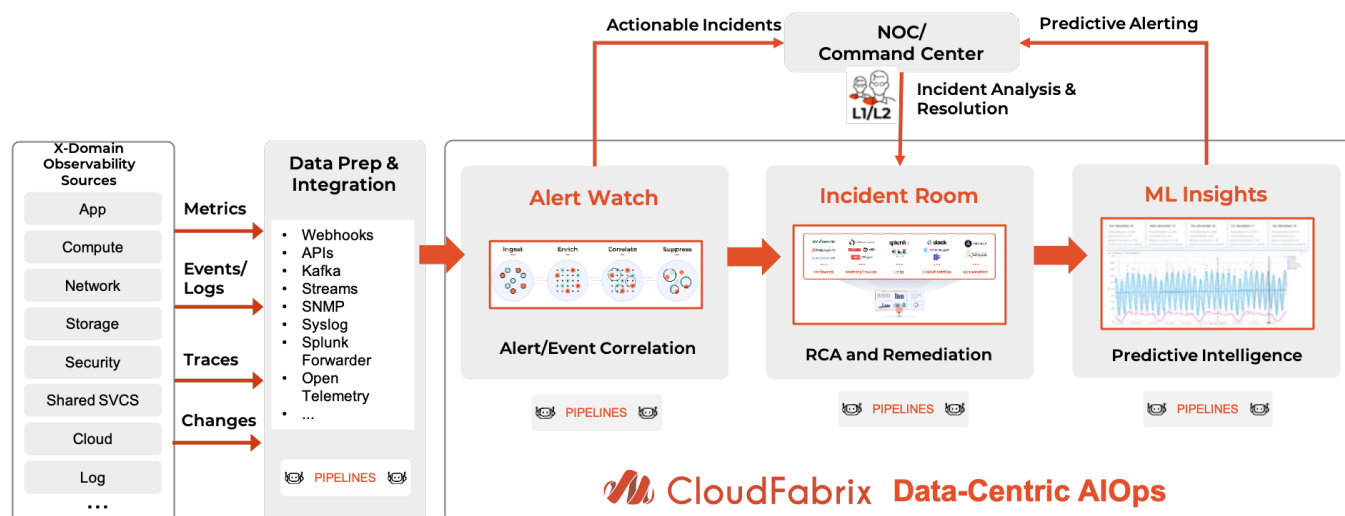 Actionable Incidents
NOC/
Command Center
Predictive Alerting
L1/L2
Incident Analysis &
Resolution
X-Domain
Observability
Sources
App
Compute
Network
Storage
Security
Shared SVCS
Cloud
Log
...
Metrics
Events/
Logs
Traces
Changes
Data Prep &
Integration
• Webhooks
• APIs
• Kafka
• Streams
• SNMP
• Syslog
• Splunk
Forwarder
• Open
Telemetry
• ...
PIPELINES
Alert Watch
Ingest
Enrich
Correlate
Suppress
Alert/Event Correlation
PIPELINES
Incident Room
splunk
slack
RCA and Remediation
PIPELINES
ML Insights
Predictive Intelligence
PIPELINES
CloudFabrix Data-Centric AIOps